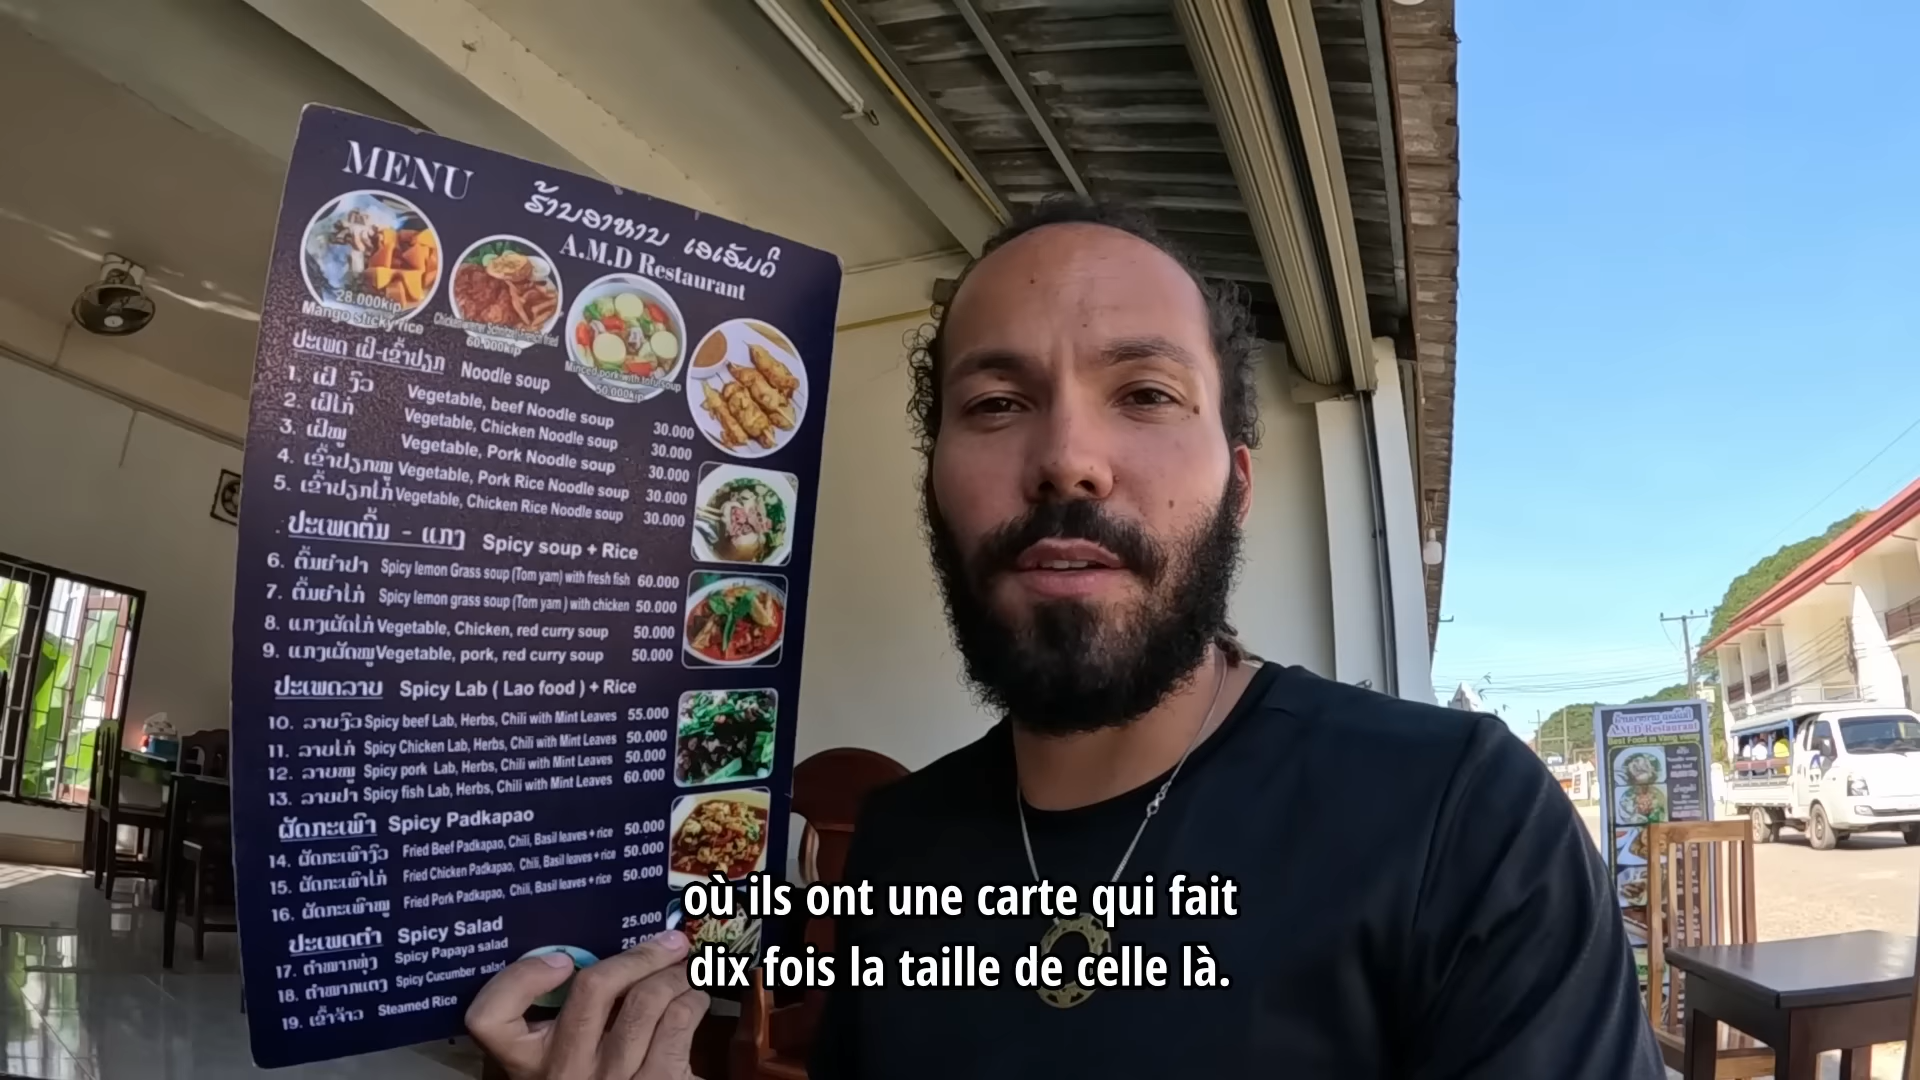 MENU
ຮ້ານອາຫານ ເອເອັມດີ
A.M.D Restaurant
28.000kip
Mango sticky rice
60.000kip
Minced pork with tofu soup
50.000kip
ປະເພດ ເຝີ-ເຂົ້າປຽກ Noodle soup
1. ເຝີ ງົວ Vegetable, beef Noodle soup 30.000
2. ເຝີໄກ່ Vegetable, Chicken Noodle soup 30.000
3. ເຝີໝູ Vegetable, Pork Noodle soup 30.000
4. ເຂົ້າປຽກໝູ Vegetable, Pork Rice Noodle soup 30.000
5. ເຂົ້າປຽກໄກ່ Vegetable, Chicken Rice Noodle soup 30.000
ປະເພດຕົ້ມ - ແກງ Spicy soup + Rice
6. ຕົ້ມຍຳປາ Spicy lemon Grass soup (Tom yam) with fresh fish 60.000
7. ຕົ້ມຍຳໄກ່ Spicy lemon grass soup (Tom yam ) with chicken 50.000
8. ແກງເຜັດໄກ່ Vegetable, Chicken, red curry soup 50.000
9. ແກງເຜັດໝູ Vegetable, pork, red curry soup 50.000
ປະເພດລາບ Spicy Lab ( Lao food ) + Rice
10. ລາບງົວ Spicy beef Lab, Herbs, Chili with Mint Leaves 55.000
11. ລາບໄກ່ Spicy Chicken Lab, Herbs, Chili with Mint Leaves 50.000
12. ລາບໝູ Spicy pork Lab, Herbs, Chili with Mint Leaves 50.000
13. ລາບປາ Spicy fish Lab, Herbs, Chili with Mint Leaves 60.000
ຜັດກະເພົາ Spicy Padkapao
14. ຜັດກະເພົາງົວ Fried Beef Padkapao, Chili, Basil leaves + rice 50.000
15. ຜັດກະເພົາໄກ່ Fried Chicken Padkapao, Chili, Basil leaves + rice 50.000
16. ຜັດກະເພົາໝູ Fried Pork Padkapao, Chili, Basil leaves + rice 50.000
ປະເພດຕຳ Spicy Salad
17. ຕຳໝາກຫຸ່ງ Spicy Papaya salad 25.000
18. ຕຳໝາກແຕງ Spicy Cucumber salad
19. ເຂົ້າຈ້າວ Steamed Rice
A.M.D Restaurant
Best Food in Vang vieng
où ils ont une carte qui fait
dix fois la taille de celle là.